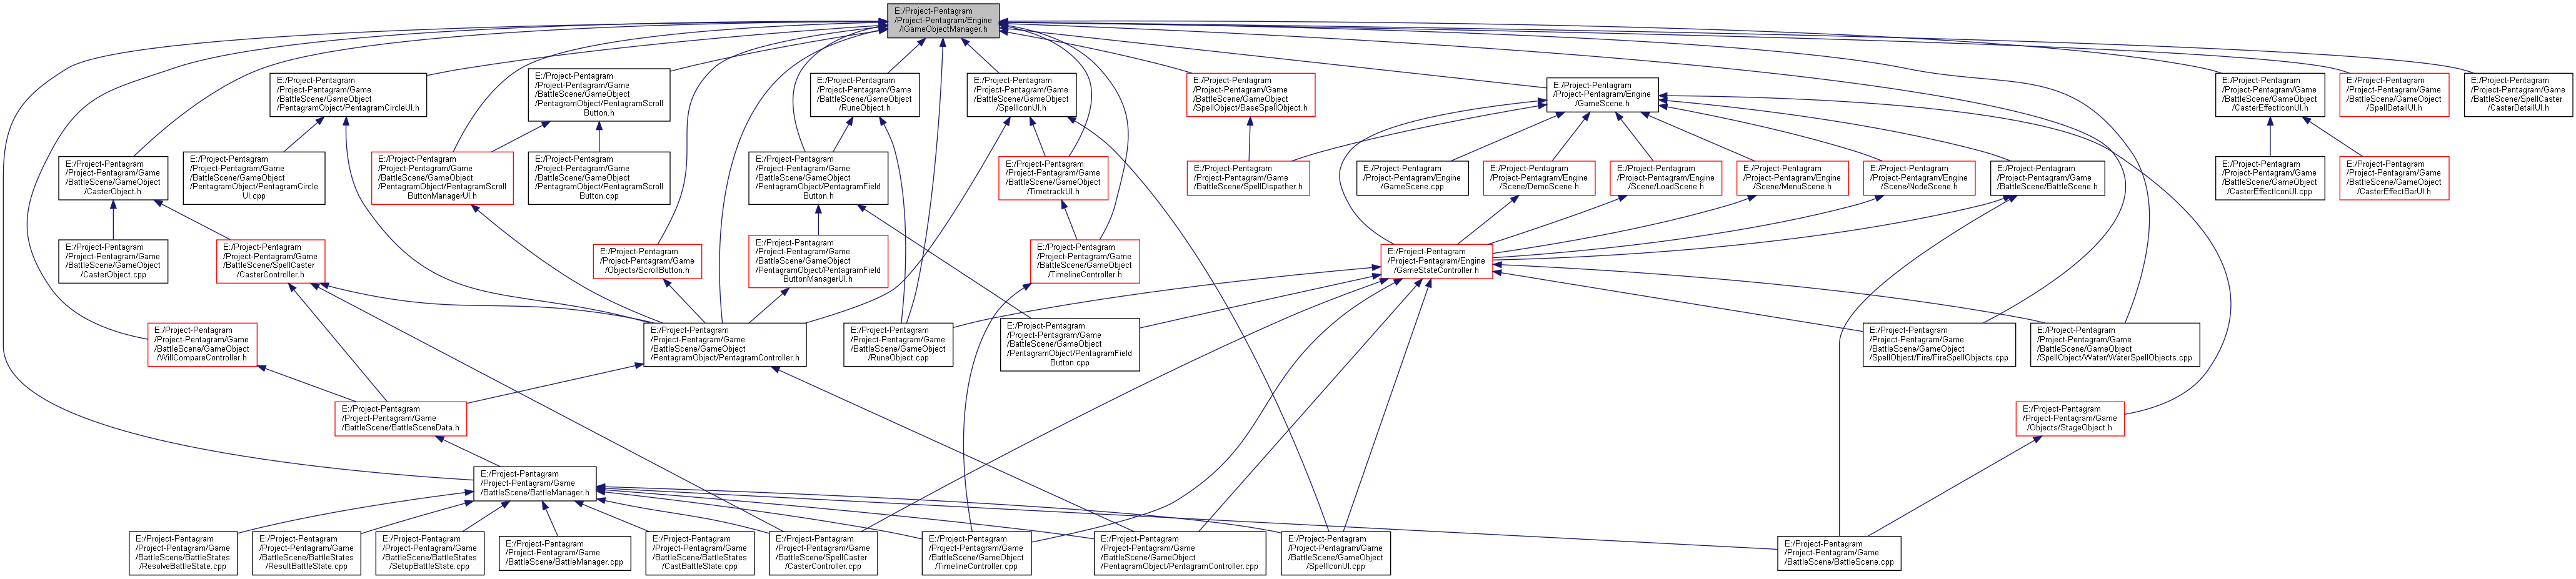 E:/Project-Pentagram
/Project-Pentagram/Engine
/IGameObjectManager.h
E:/Project-Pentagram
/Project-Pentagram/Game
/BattleScene/GameObject
/PentagramObject/PentagramCircleUI.h
E:/Project-Pentagram
/Project-Pentagram/Game
/BattleScene/GameObject
/PentagramObject/PentagramScroll
Button.h
E:/Project-Pentagram
/Project-Pentagram/Game
/BattleScene/GameObject
/RuneObject.h
E:/Project-Pentagram
/Project-Pentagram/Game
/BattleScene/GameObject
/SpellIconUI.h
E:/Project-Pentagram
/Project-Pentagram/Game
/BattleScene/GameObject
/SpellObject/BaseSpellObject.h
E:/Project-Pentagram
/Project-Pentagram/Engine
/GameScene.h
E:/Project-Pentagram
/Project-Pentagram/Game
/BattleScene/GameObject
/CasterEffectIconUI.h
E:/Project-Pentagram
/Project-Pentagram/Game
/BattleScene/GameObject
/SpellDetailUI.h
E:/Project-Pentagram
/Project-Pentagram/Game
/BattleScene/SpellCaster
/CasterDetailUI.h
E:/Project-Pentagram
/Project-Pentagram/Game
/BattleScene/GameObject
/CasterObject.h
E:/Project-Pentagram
/Project-Pentagram/Game
/BattleScene/GameObject
/PentagramObject/PentagramCircle
UI.cpp
E:/Project-Pentagram
/Project-Pentagram/Game
/BattleScene/GameObject
/PentagramObject/PentagramScroll
ButtonManagerUI.h
E:/Project-Pentagram
/Project-Pentagram/Game
/BattleScene/GameObject
/PentagramObject/PentagramScroll
Button.cpp
E:/Project-Pentagram
/Project-Pentagram/Game
/BattleScene/GameObject
/PentagramObject/PentagramField
Button.h
E:/Project-Pentagram
/Project-Pentagram/Game
/BattleScene/GameObject
/TimetrackUI.h
E:/Project-Pentagram
/Project-Pentagram/Game
/BattleScene/SpellDispather.h
E:/Project-Pentagram
/Project-Pentagram/Engine
/GameScene.cpp
E:/Project-Pentagram
/Project-Pentagram/Engine
/Scene/DemoScene.h
E:/Project-Pentagram
/Project-Pentagram/Engine
/Scene/LoadScene.h
E:/Project-Pentagram
/Project-Pentagram/Engine
/Scene/MenuScene.h
E:/Project-Pentagram
/Project-Pentagram/Engine
/Scene/NodeScene.h
E:/Project-Pentagram
/Project-Pentagram/Game
/BattleScene/BattleScene.h
E:/Project-Pentagram
/Project-Pentagram/Game
/BattleScene/GameObject
/CasterEffectIconUI.cpp
E:/Project-Pentagram
/Project-Pentagram/Game
/BattleScene/GameObject
/CasterEffectBarUI.h
E:/Project-Pentagram
/Project-Pentagram/Game
/BattleScene/GameObject
/CasterObject.cpp
E:/Project-Pentagram
/Project-Pentagram/Game
/BattleScene/SpellCaster
/CasterController.h
E:/Project-Pentagram
/Project-Pentagram/Game
/Objects/ScrollButton.h
E:/Project-Pentagram
/Project-Pentagram/Game
/BattleScene/GameObject
/PentagramObject/PentagramField
ButtonManagerUI.h
E:/Project-Pentagram
/Project-Pentagram/Game
/BattleScene/GameObject
/TimelineController.h
E:/Project-Pentagram
/Project-Pentagram/Engine
/GameStateController.h
E:/Project-Pentagram
/Project-Pentagram/Game
/BattleScene/GameObject
/WillCompareController.h
E:/Project-Pentagram
/Project-Pentagram/Game
/BattleScene/GameObject
/PentagramObject/PentagramController.h
E:/Project-Pentagram
/Project-Pentagram/Game
/BattleScene/GameObject
/RuneObject.cpp
E:/Project-Pentagram
/Project-Pentagram/Game
/BattleScene/GameObject
/PentagramObject/PentagramField
Button.cpp
E:/Project-Pentagram
/Project-Pentagram/Game
/BattleScene/GameObject
/SpellObject/Fire/FireSpellObjects.cpp
E:/Project-Pentagram
/Project-Pentagram/Game
/BattleScene/GameObject
/SpellObject/Water/WaterSpellObjects.cpp
E:/Project-Pentagram
/Project-Pentagram/Game
/BattleScene/BattleSceneData.h
E:/Project-Pentagram
/Project-Pentagram/Game
/Objects/StageObject.h
E:/Project-Pentagram
/Project-Pentagram/Game
/BattleScene/BattleManager.h
E:/Project-Pentagram
/Project-Pentagram/Game
/BattleScene/BattleStates
/ResolveBattleState.cpp
E:/Project-Pentagram
/Project-Pentagram/Game
/BattleScene/BattleStates
/ResultBattleState.cpp
E:/Project-Pentagram
/Project-Pentagram/Game
/BattleScene/BattleStates
/SetupBattleState.cpp
E:/Project-Pentagram
/Project-Pentagram/Game
/BattleScene/BattleManager.cpp
E:/Project-Pentagram
/Project-Pentagram/Game
/BattleScene/BattleStates
/CastBattleState.cpp
E:/Project-Pentagram
/Project-Pentagram/Game
/BattleScene/SpellCaster
/CasterController.cpp
E:/Project-Pentagram
/Project-Pentagram/Game
/BattleScene/GameObject
/TimelineController.cpp
E:/Project-Pentagram
/Project-Pentagram/Game
/BattleScene/GameObject
/PentagramObject/PentagramController.cpp
E:/Project-Pentagram
/Project-Pentagram/Game
/BattleScene/GameObject
/SpellIconUI.cpp
E:/Project-Pentagram
/Project-Pentagram/Game
/BattleScene/BattleScene.cpp